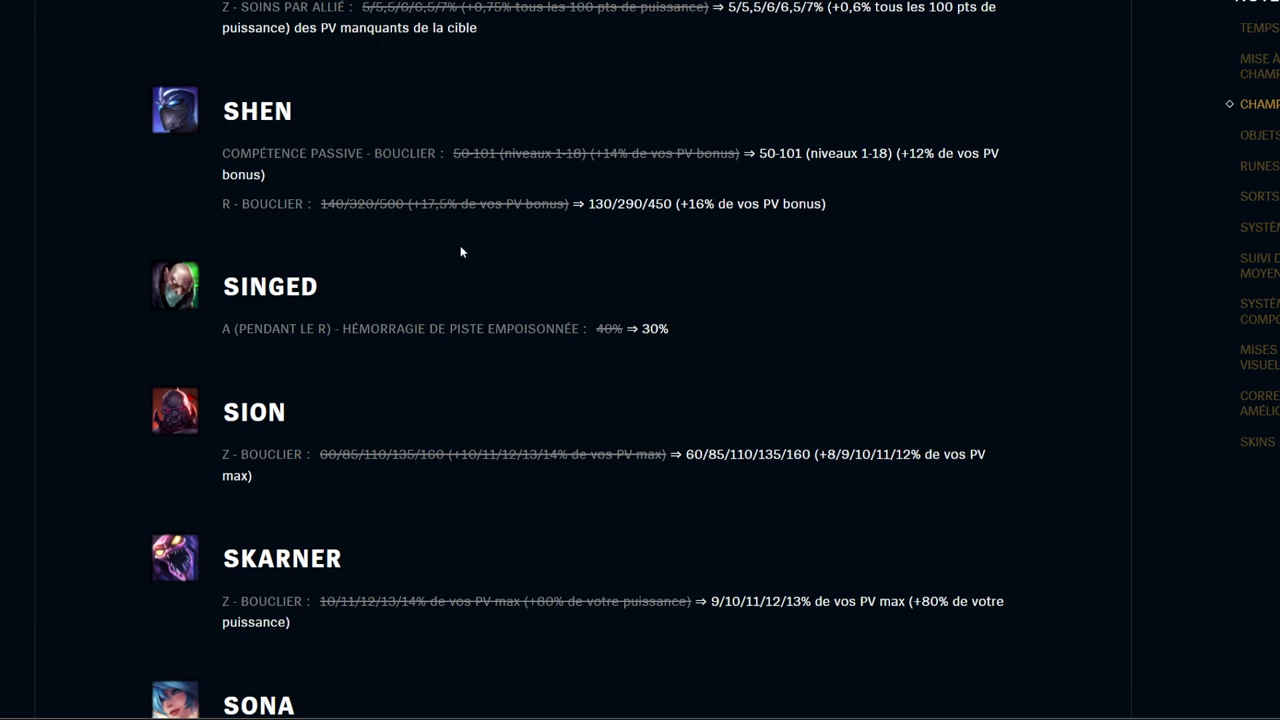 Z - SOINS PAR ALLIÉ : 5/5,5/6/6,5/7% (+0,75% tous les 100 pts de puissance) ⇒ 5/5,5/6/6,5/7% (+0,6% tous les 100 pts de
puissance) des PV manquants de la cible
SHEN
COMPÉTENCE PASSIVE - BOUCLIER : 50-101 (niveaux 1-18) (+14% de vos PV bonus) ⇒ 50-101 (niveaux 1-18) (+12% de vos PV
bonus)
R - BOUCLIER : 140/320/500 (+17,5% de vos PV bonus) ⇒ 130/290/450 (+16% de vos PV bonus)
SINGED
A (PENDANT LE R) - HÉMORRAGIE DE PISTE EMPOISONNÉE : 40% ⇒ 30%
SION
Z - BOUCLIER : 60/85/110/135/160 (+10/11/12/13/14% de vos PV max) ⇒ 60/85/110/135/160 (+8/9/10/11/12% de vos PV
max)
SKARNER
Z - BOUCLIER : 10/11/12/13/14% de vos PV max (+80% de votre puissance) ⇒ 9/10/11/12/13% de vos PV max (+80% de votre
puissance)
SONA
TEMPS
MISE À
CHAMP
CHAMP
OBJETS
RUNES
SORTS
SYSTÈ
SUIVI D
MOYEN
SYSTÈ
COMPO
MISES
VISUEL
CORRE
AMÉLIO
SKINS